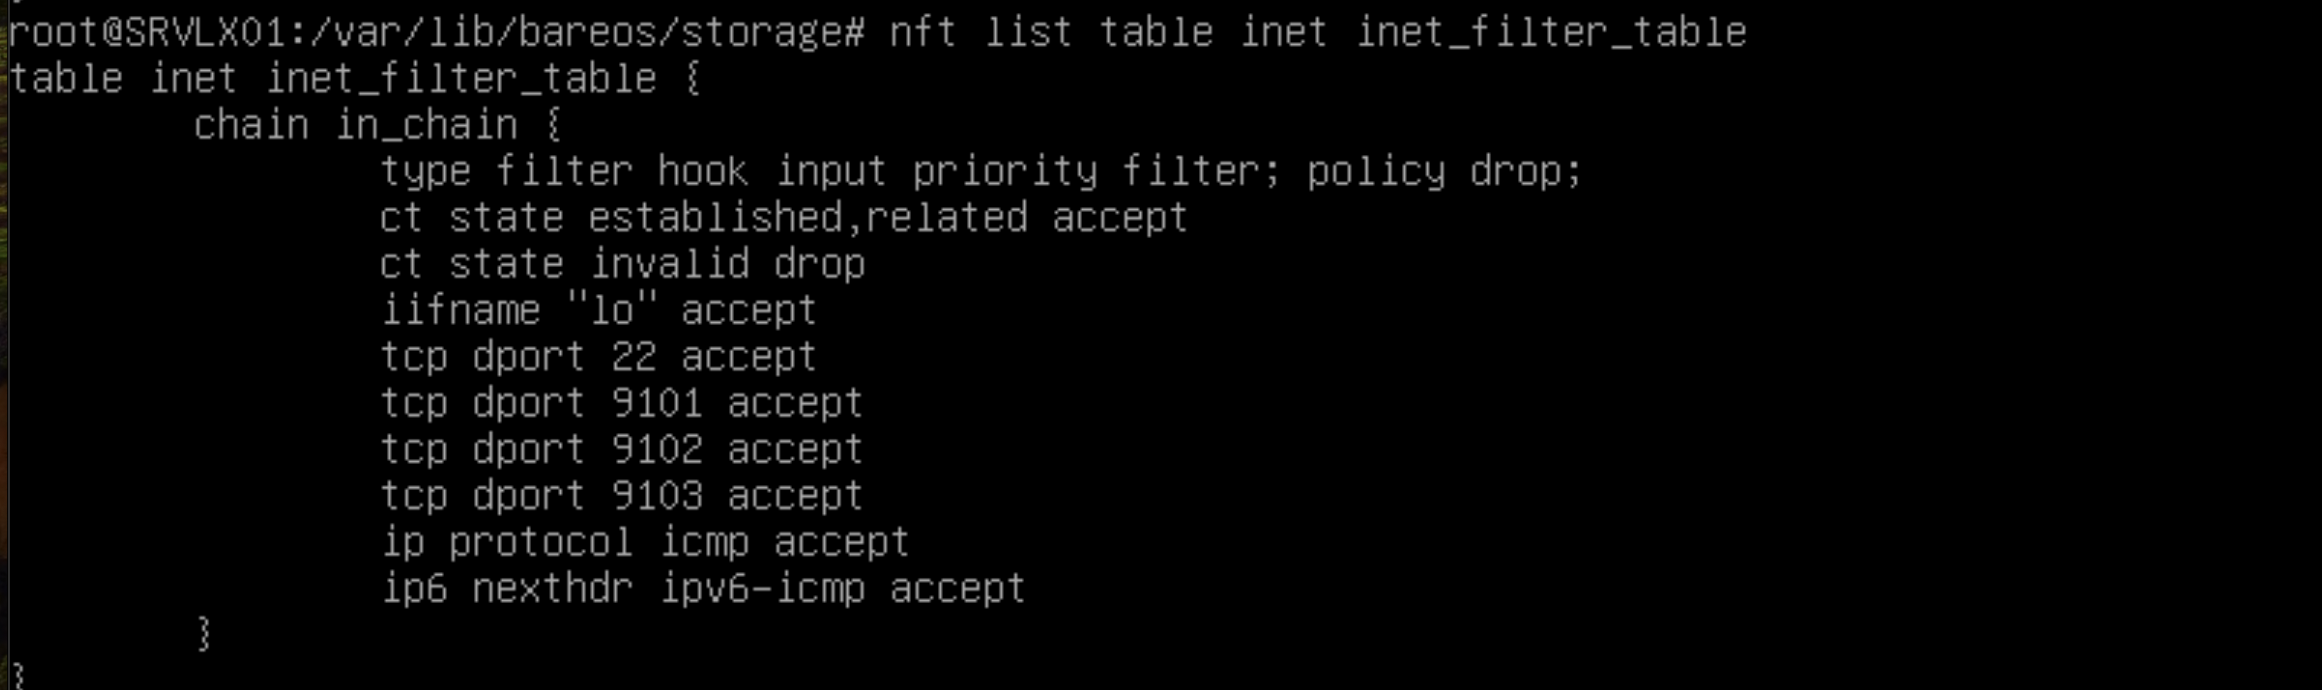 root@SRVLX01:/var/lib/bareos/storage# nft list table inet inet_filter_table
table inet inet_filter_table {
        chain in_chain {
                type filter hook input priority filter; policy drop;
                ct state established,related accept
                ct state invalid drop
                iifname "lo" accept
                tcp dport 22 accept
                tcp dport 9101 accept
                tcp dport 9102 accept
                tcp dport 9103 accept
                ip protocol icmp accept
                ip6 nexthdr ipv6-icmp accept
        }
}